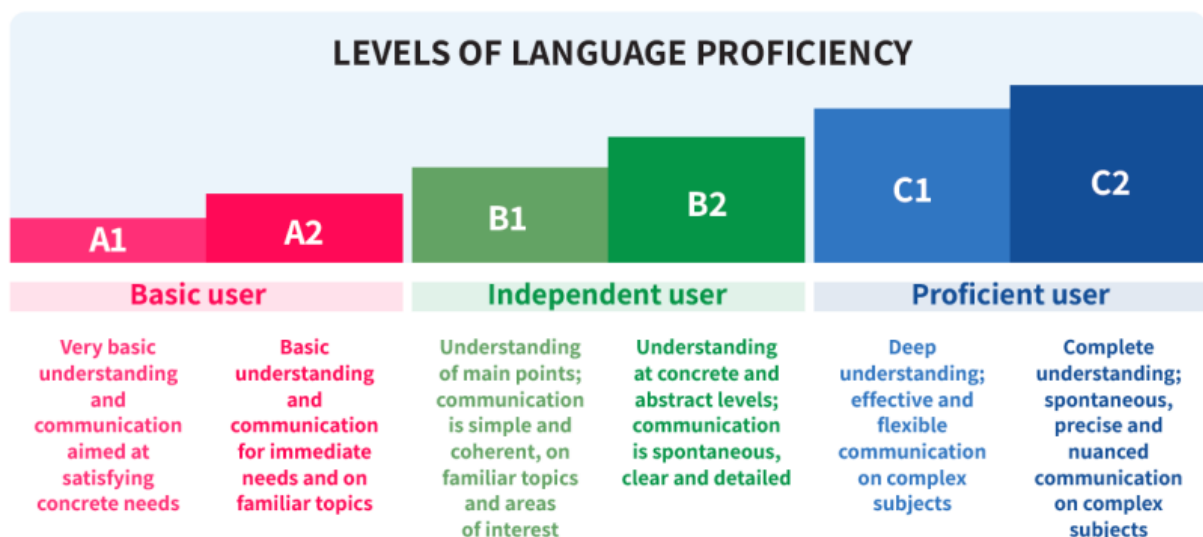 LEVELS OF LANGUAGE PROFICIENCY
A1
A2
B1
B2
C1
C2
Basic user
Independent user
Proficient user
Very basic
understanding
and
communication
aimed at
satisfying
concrete needs
Basic
understanding
and
communication
for immediate
needs and on
familiar topics
Understanding
of main points;
communication
is simple and
coherent, on
familiar topics
and areas
of interest
Understanding
at concrete and
abstract levels;
communication
is spontaneous,
clear and detailed
Deep
understanding;
effective and
flexible
communication
on complex
subjects
Complete
understanding;
spontaneous,
precise and
nuanced
communication
on complex
subjects